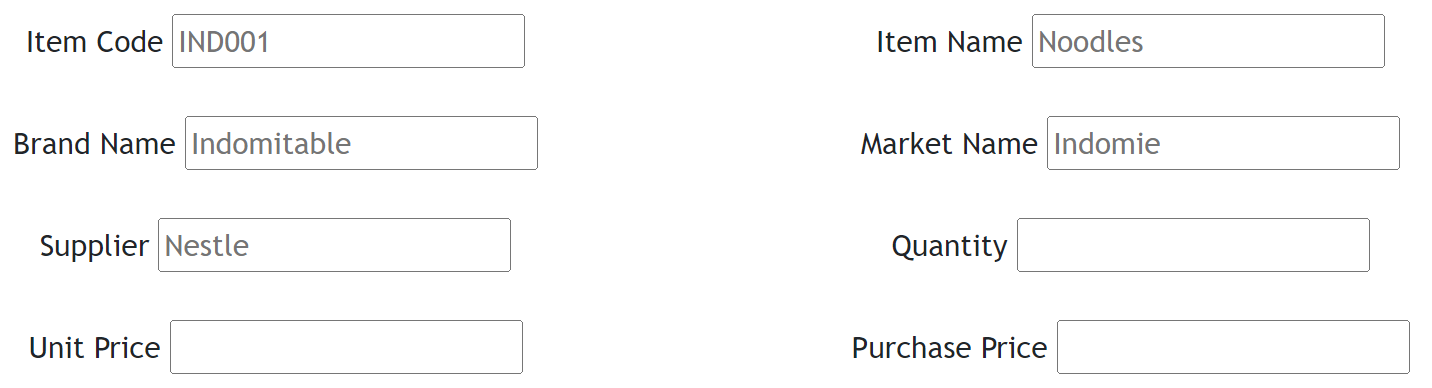 Item Code IND001 Item Name Noodles
Brand Name Indomitable Market Name Indomie
Supplier Nestle Quantity
Unit Price Purchase Price